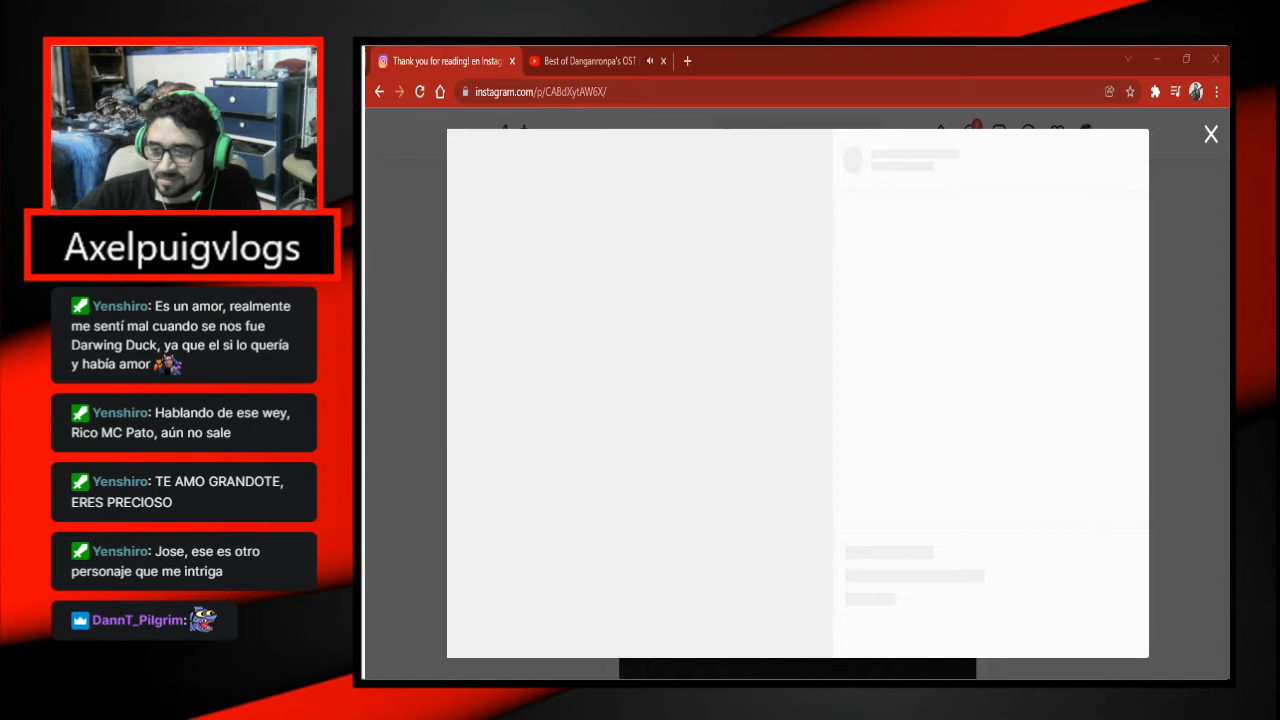 Thank you for reading! en Instag
Best of Danganronpa's OST
instagram.com/p/CABdXytAW6X/
X
Axelpuigvlogs
Yenshiro: Es un amor, realmente
me sentí mal cuando se nos fue
Darwing Duck, ya que el si lo quería
y había amor
Yenshiro: Hablando de ese wey,
Rico MC Pato, aún no sale
Yenshiro: TE AMO GRANDOTE,
ERES PRECIOSO
Yenshiro: Jose, ese es otro
personaje que me intriga
DannT_Pilgrim: